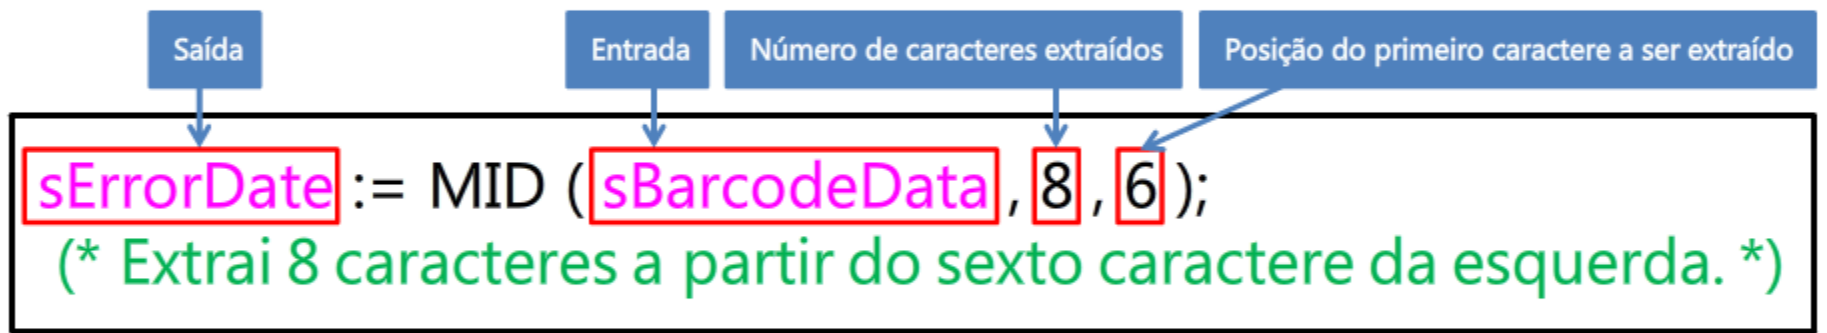 Saída
Entrada
Número de caracteres extraídos
Posição do primeiro caractere a ser extraído
sErrorDate := MID ( sBarcodeData , 8 , 6 );
(* Extrai 8 caracteres a partir do sexto caractere da esquerda. *)